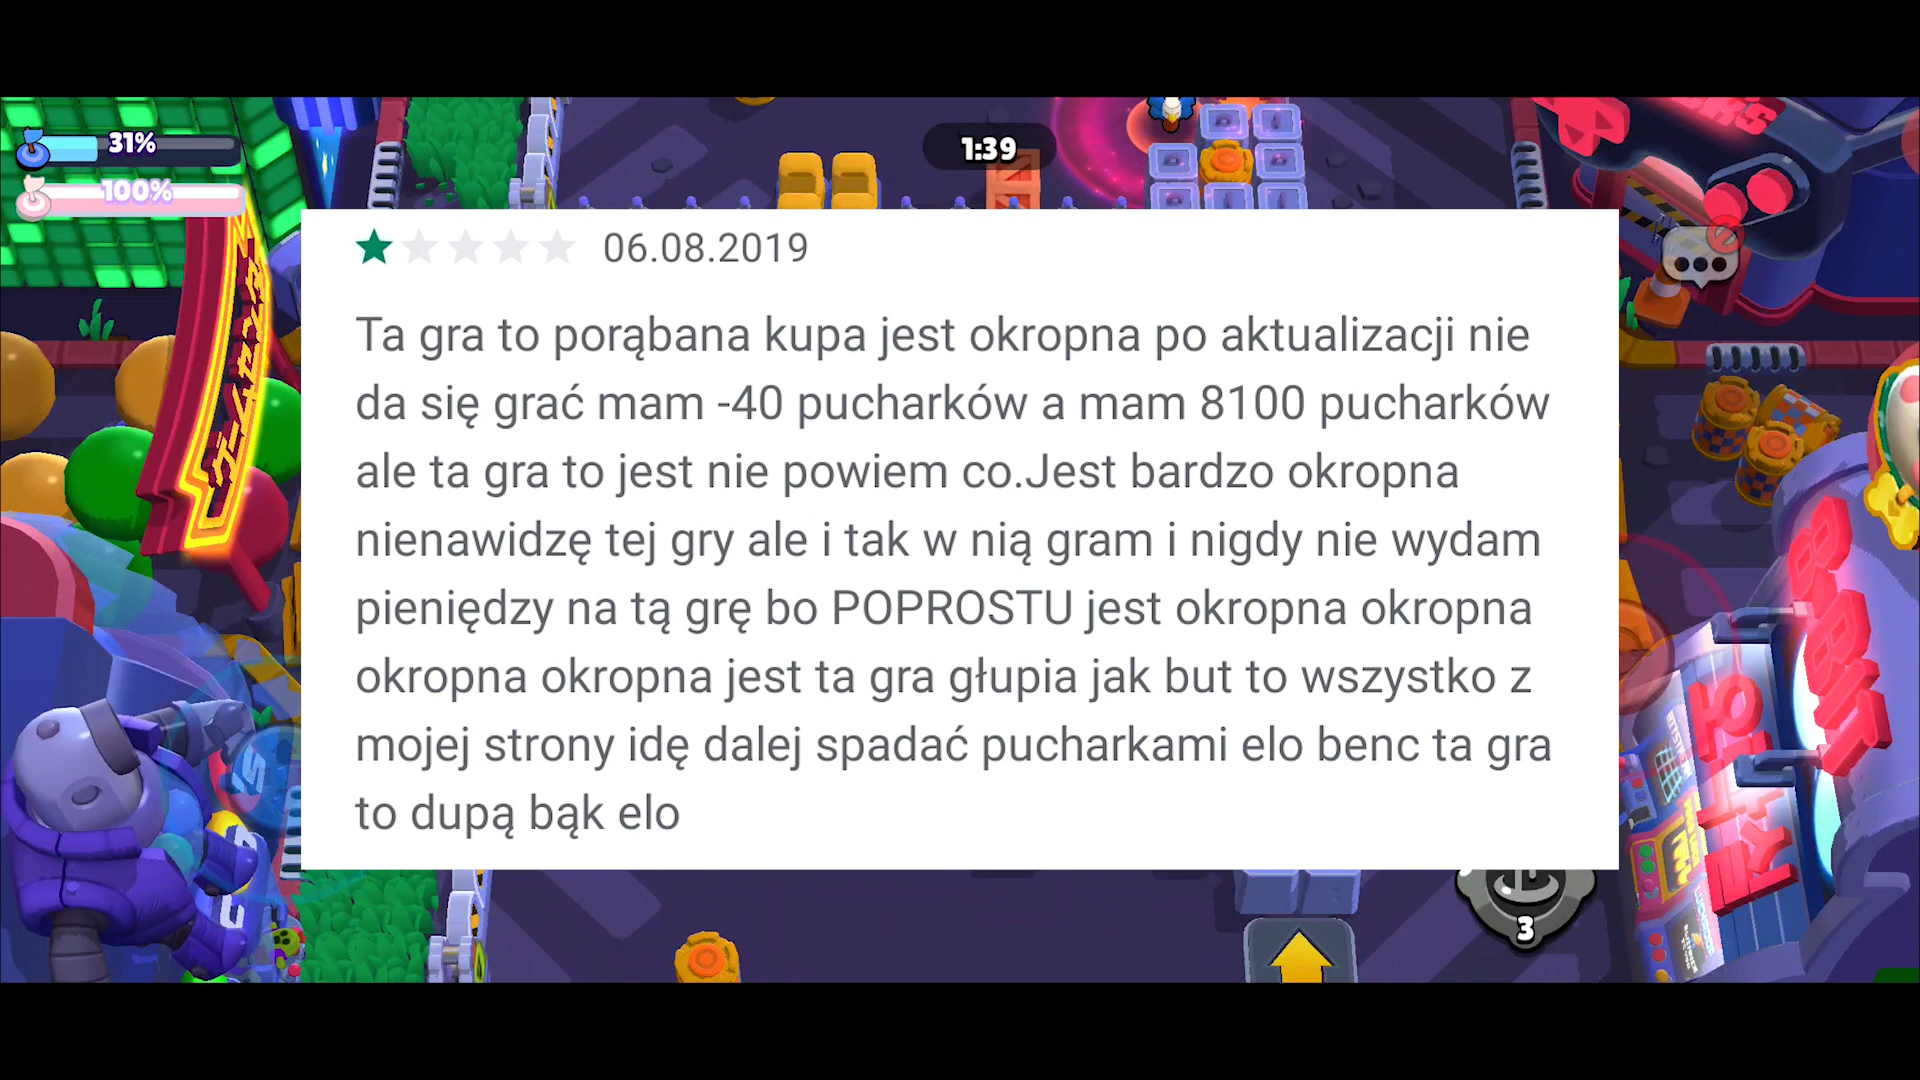 31%
100%
1:39
06.08.2019
Ta gra to porąbana kupa jest okropna po aktualizacji nie
da się grać mam -40 pucharków a mam 8100 pucharków
ale ta gra to jest nie powiem co.Jest bardzo okropna
nienawidzę tej gry ale i tak w nią gram i nigdy nie wydam
pieniędzy na tą grę bo POPROSTU jest okropna okropna
okropna okropna jest ta gra głupia jak but to wszystko z
mojej strony idę dalej spadać pucharkami elo benc ta gra
to dupą bąk elo
3